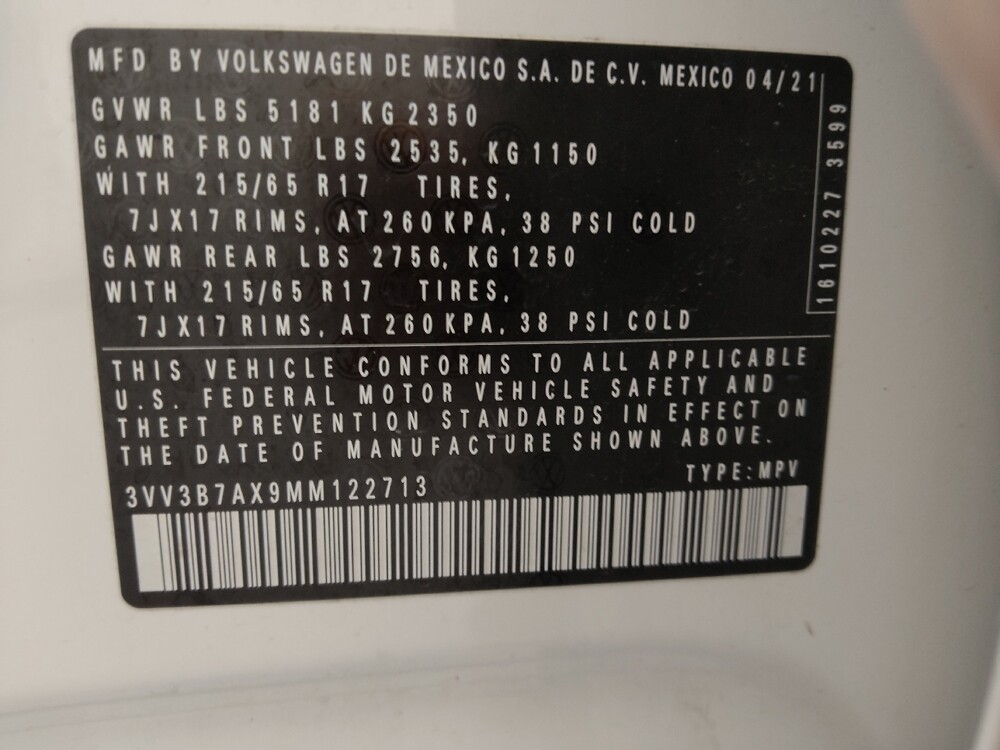 MFD BY VOLKSWAGEN DE MEXICO S.A. DE C.V. MEXICO 04/21
GVWR LBS 5181 KG 2350
GAWR FRONT LBS 2535, KG 1150
WITH 215/65 R17 TIRES,
7JX17 RIMS, AT 260 KPA, 38 PSI COLD
GAWR REAR LBS 2756, KG 1250
WITH 215/65 R17 TIRES,
7JX17 RIMS, AT 260 KPA, 38 PSI COLD
1610227 3599
THIS VEHICLE CONFORMS TO ALL APPLICABLE
U.S. FEDERAL MOTOR VEHICLE SAFETY AND
THEFT PREVENTION STANDARDS IN EFFECT ON
THE DATE OF MANUFACTURE SHOWN ABOVE.
TYPE:MPV
3VV3B7AX9MM122713